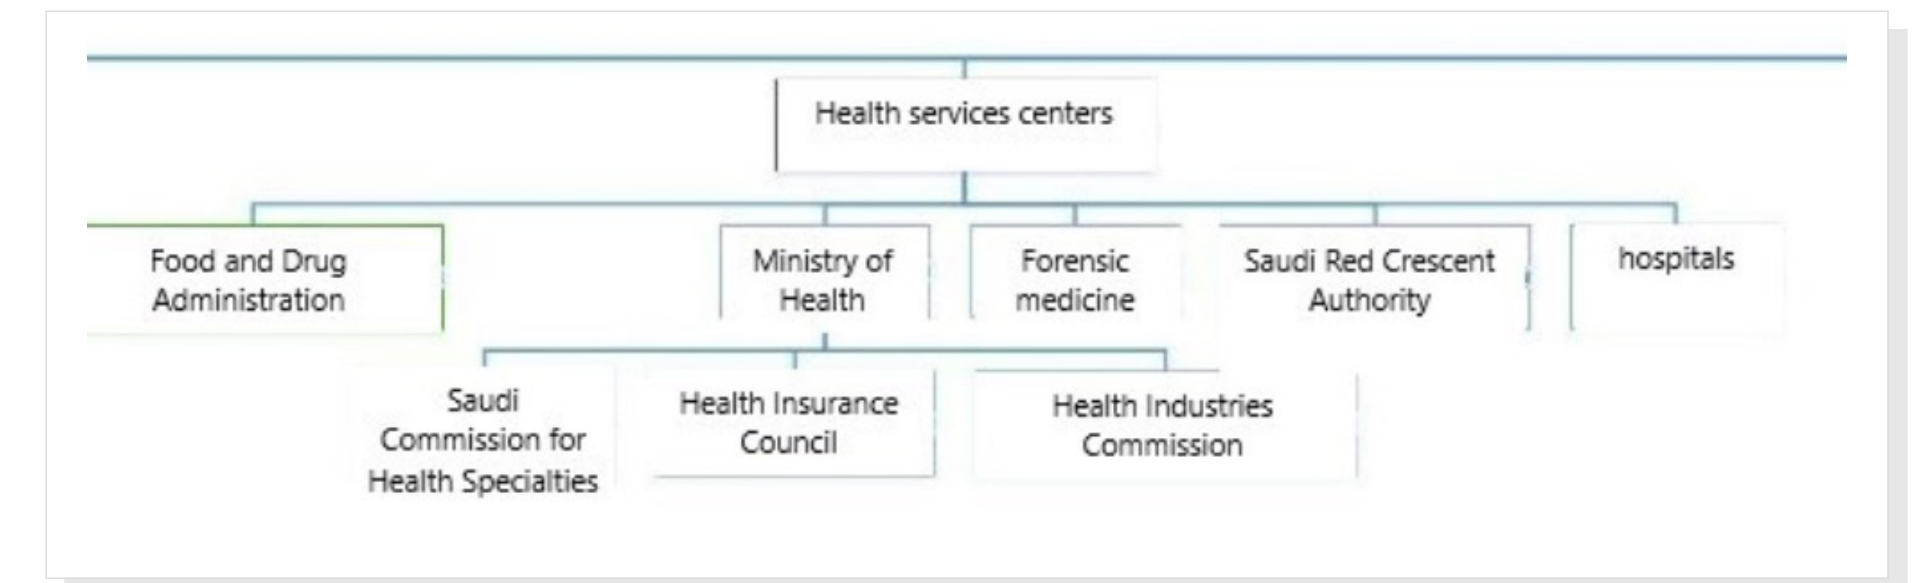 Health services centers
Food and Drug
Administration
Ministry of
Health
Forensic
medicine
Saudi Red Crescent
Authority
hospitals
Saudi
Commission for
Health Specialties
Health Insurance
Council
Health Industries
Commission